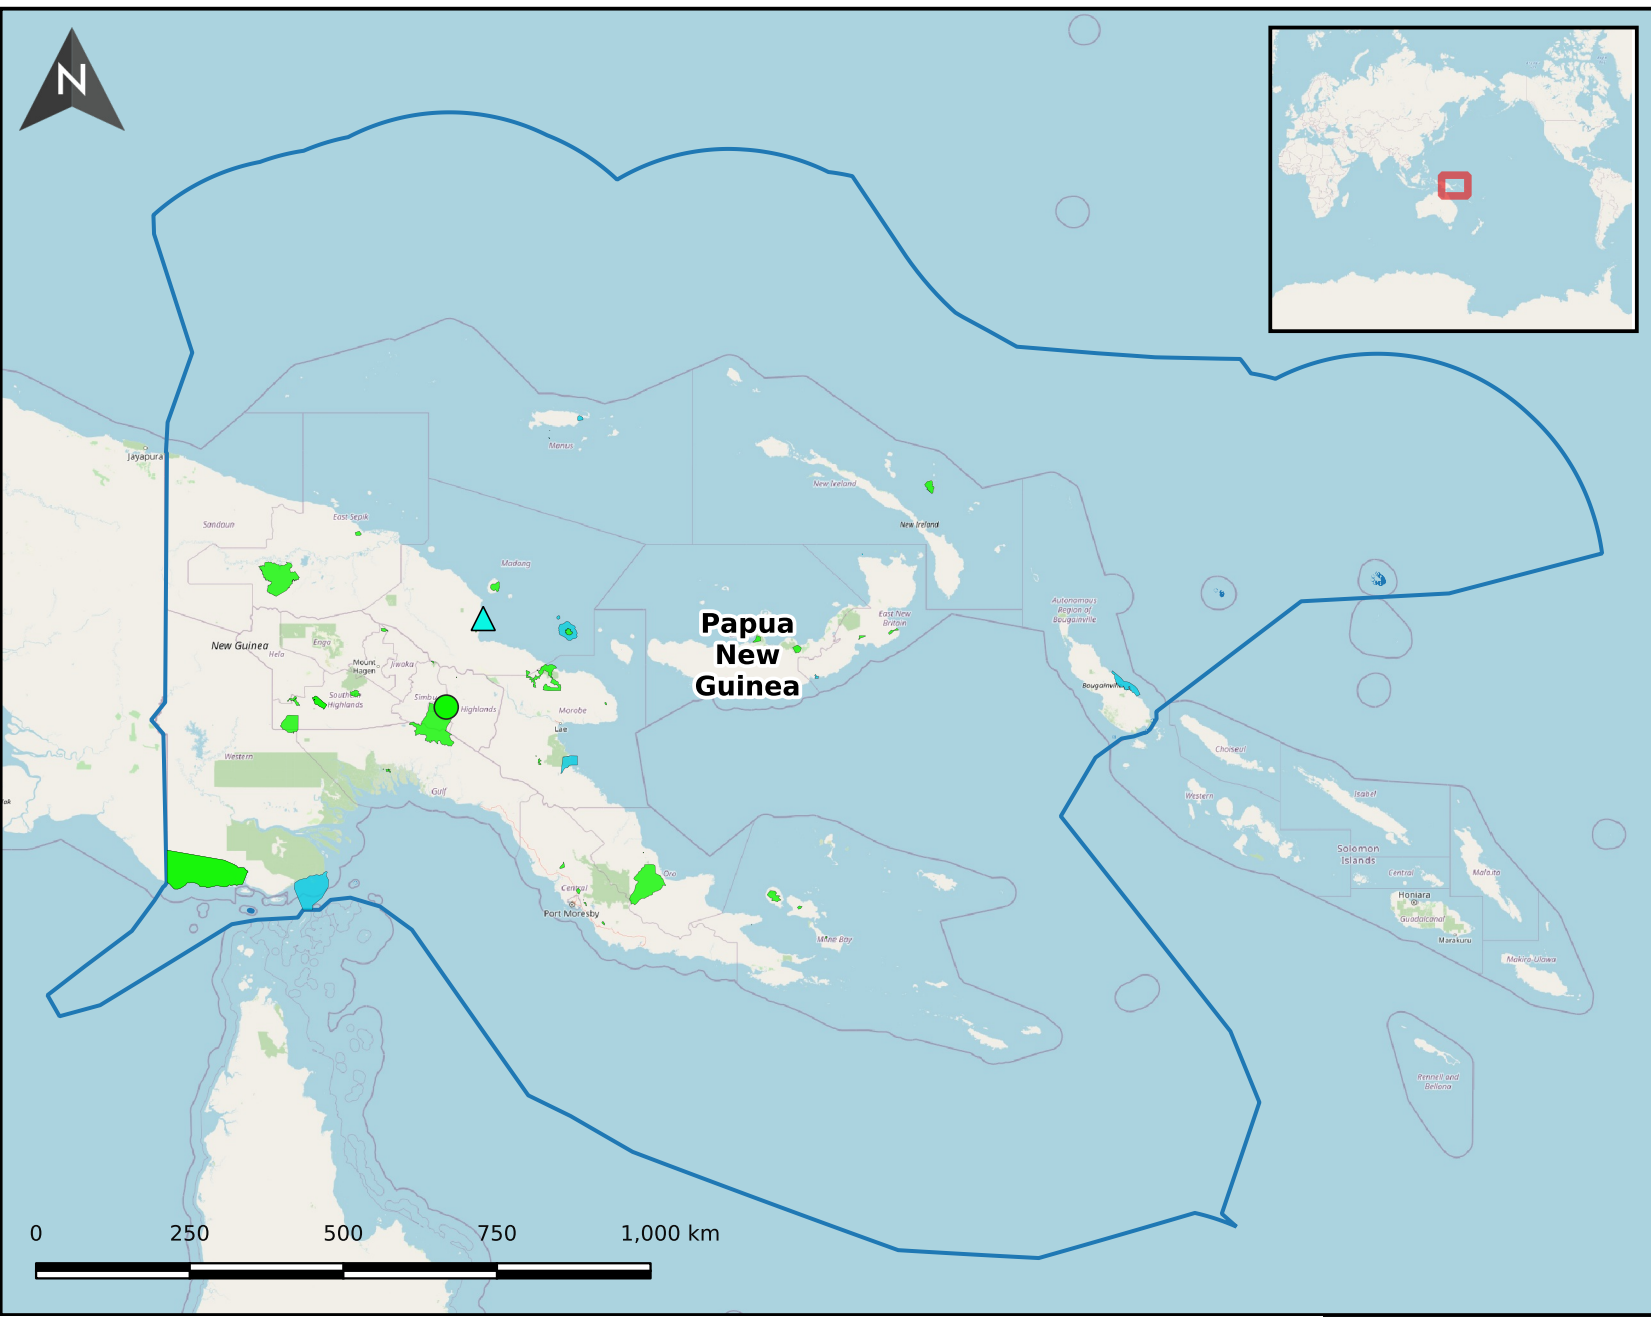 N
Jayapura
Manus
New Ireland
New Ireland
Sandaun
East Sepik
Madang
Autonomous
Region of
Bougainville
East New
Britain
Papua
New
Guinea
New Guinea
Enga
Hela
Mount
Hagen
Jiwaka
Southern
Highlands
Simbu
Highlands
Morobe
Lae
Bougainville
Western
Gulf
Choiseul
Western
Isabel
Solomon
Islands
Central
Malaita
Honiara
Guadalcanal
Marakuru
Makira-Ulawa
Central
Oro
Port Moresby
Milne Bay
Rennell and
Bellona
0 250 500 750 1,000 km